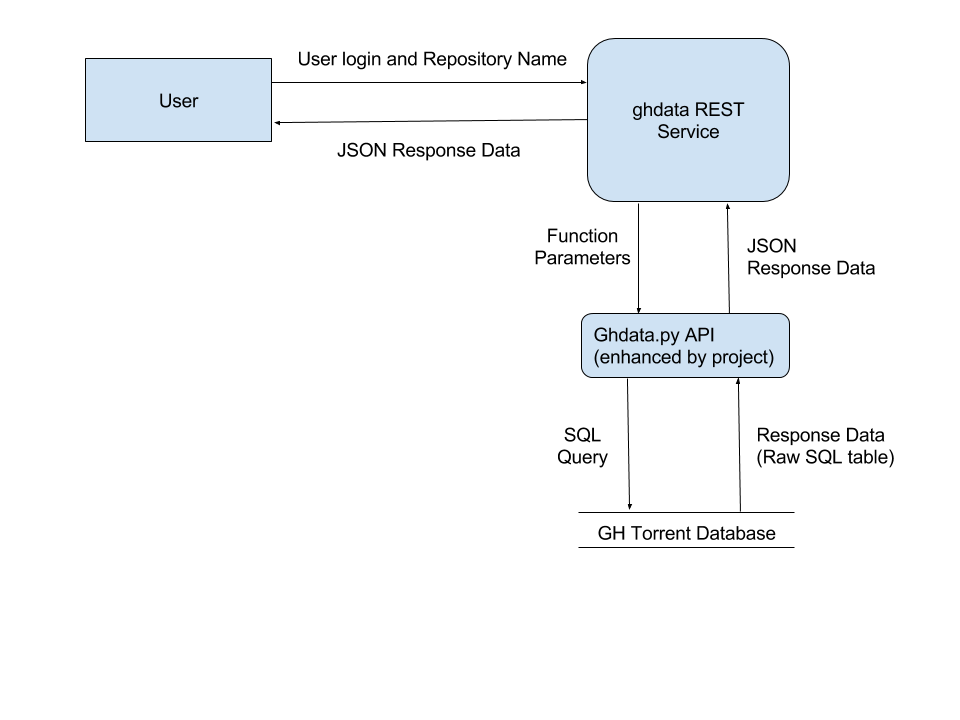 User login and Repository Name
User
ghdata REST
Service
JSON Response Data
Function
Parameters
JSON
Response Data
Ghdata.py API
(enhanced by project)
SQL
Query
Response Data
(Raw SQL table)
GH Torrent Database